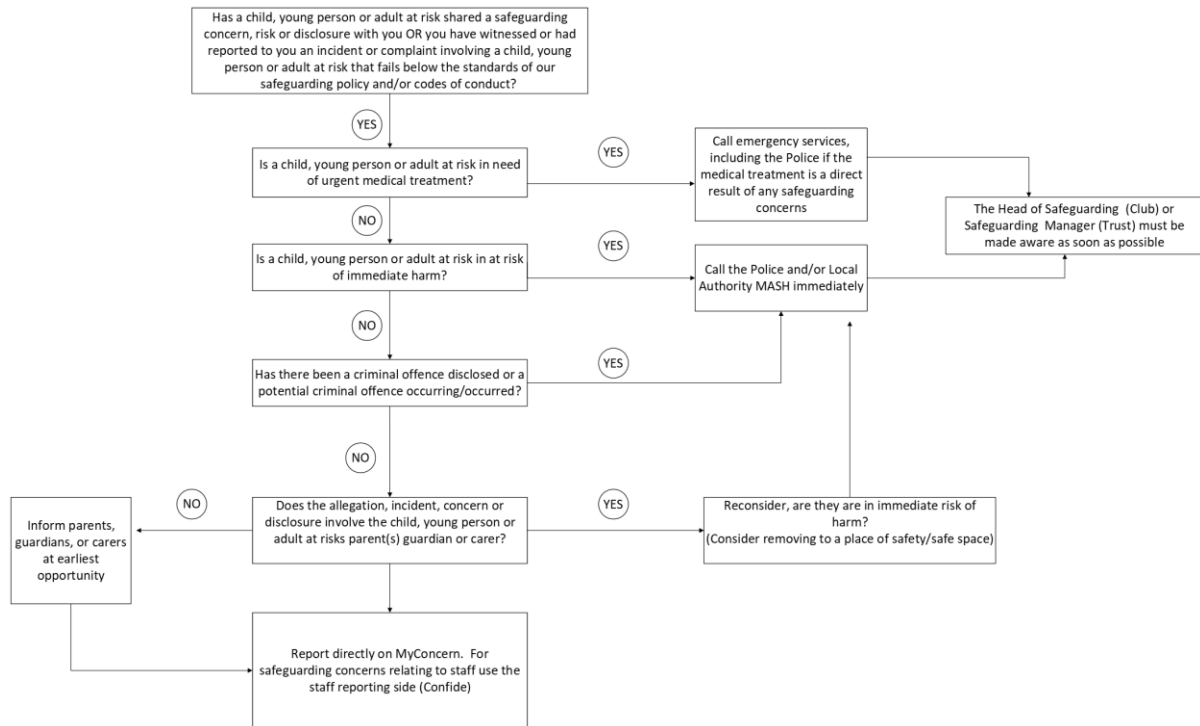 Has a child, young person or adult at risk shared a safeguarding
concern, risk or disclosure with you OR you have witnessed or had
reported to you an incident or complaint involving a child, young
person or adult at risk that fails below the standards of our
safeguarding policy and/or codes of conduct?
YES
Is a child, young person or adult at risk in need
of urgent medical treatment?
YES
Call emergency services,
including the Police if the
medical treatment is a direct
result of any safeguarding
concerns
The Head of Safeguarding (Club) or
Safeguarding Manager (Trust) must be
made aware as soon as possible
NO
Is a child, young person or adult at risk in at risk
of immediate harm?
YES
Call the Police and/or Local
Authority MASH immediately
NO
Has there been a criminal offence disclosed or a
potential criminal offence occurring/occurred?
YES
NO
Does the allegation, incident, concern or
disclosure involve the child, young person or
adult at risks parent(s) guardian or carer?
YES
Reconsider, are they are in immediate risk of
harm?
(Consider removing to a place of safety/safe space)
NO
Inform parents,
guardians, or carers
at earliest
opportunity
Report directly on MyConcern. For
safeguarding concerns relating to staff use the
staff reporting side (Confide)